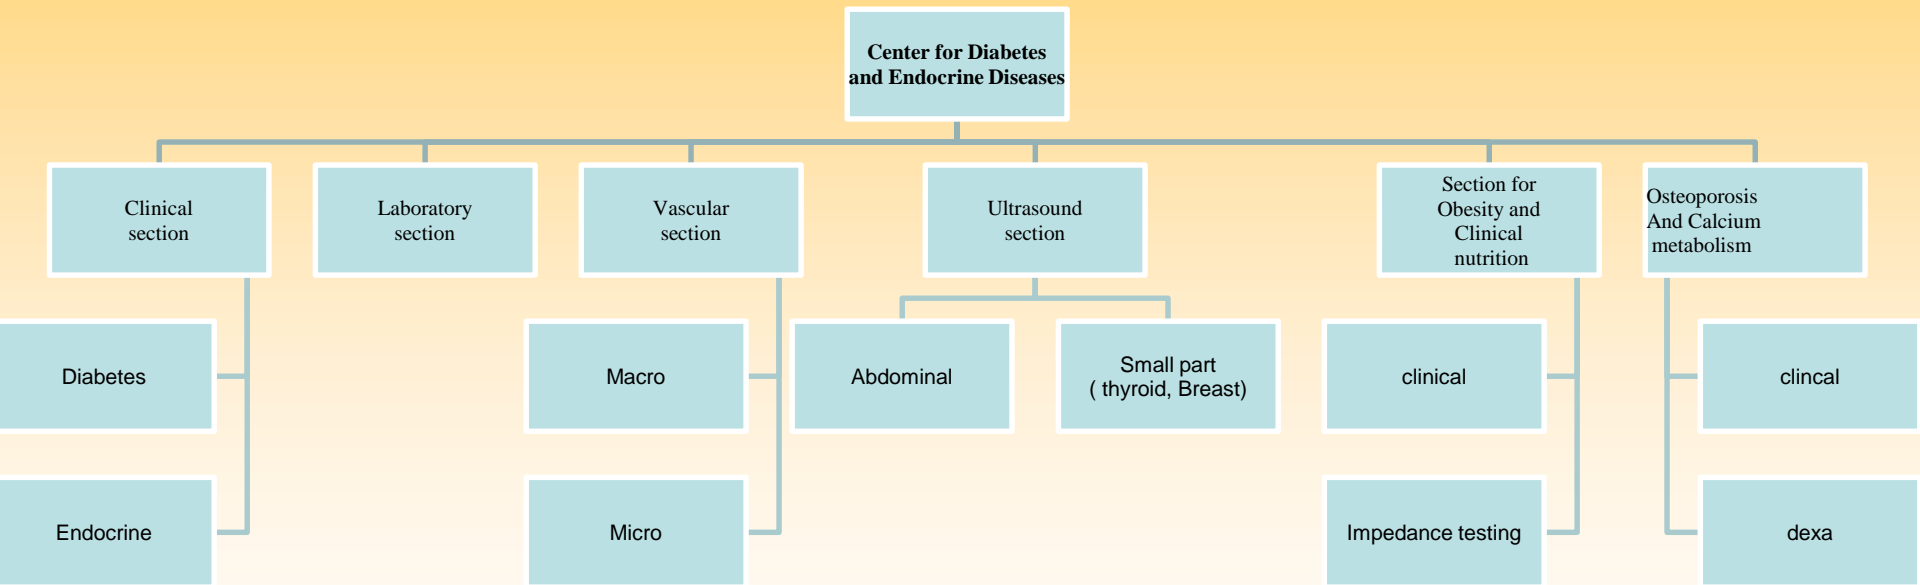 Center for Diabetes
and Endocrine Diseases
Clinical
section
Laboratory
section
Vascular
section
Ultrasound
section
Section for
Obesity and
Clinical
nutrition
Osteoporosis
And Calcium
metabolism
Diabetes
Macro
Abdominal
Small part
( thyroid, Breast)
clinical
clincal
Endocrine
Micro
Impedance testing
dexa